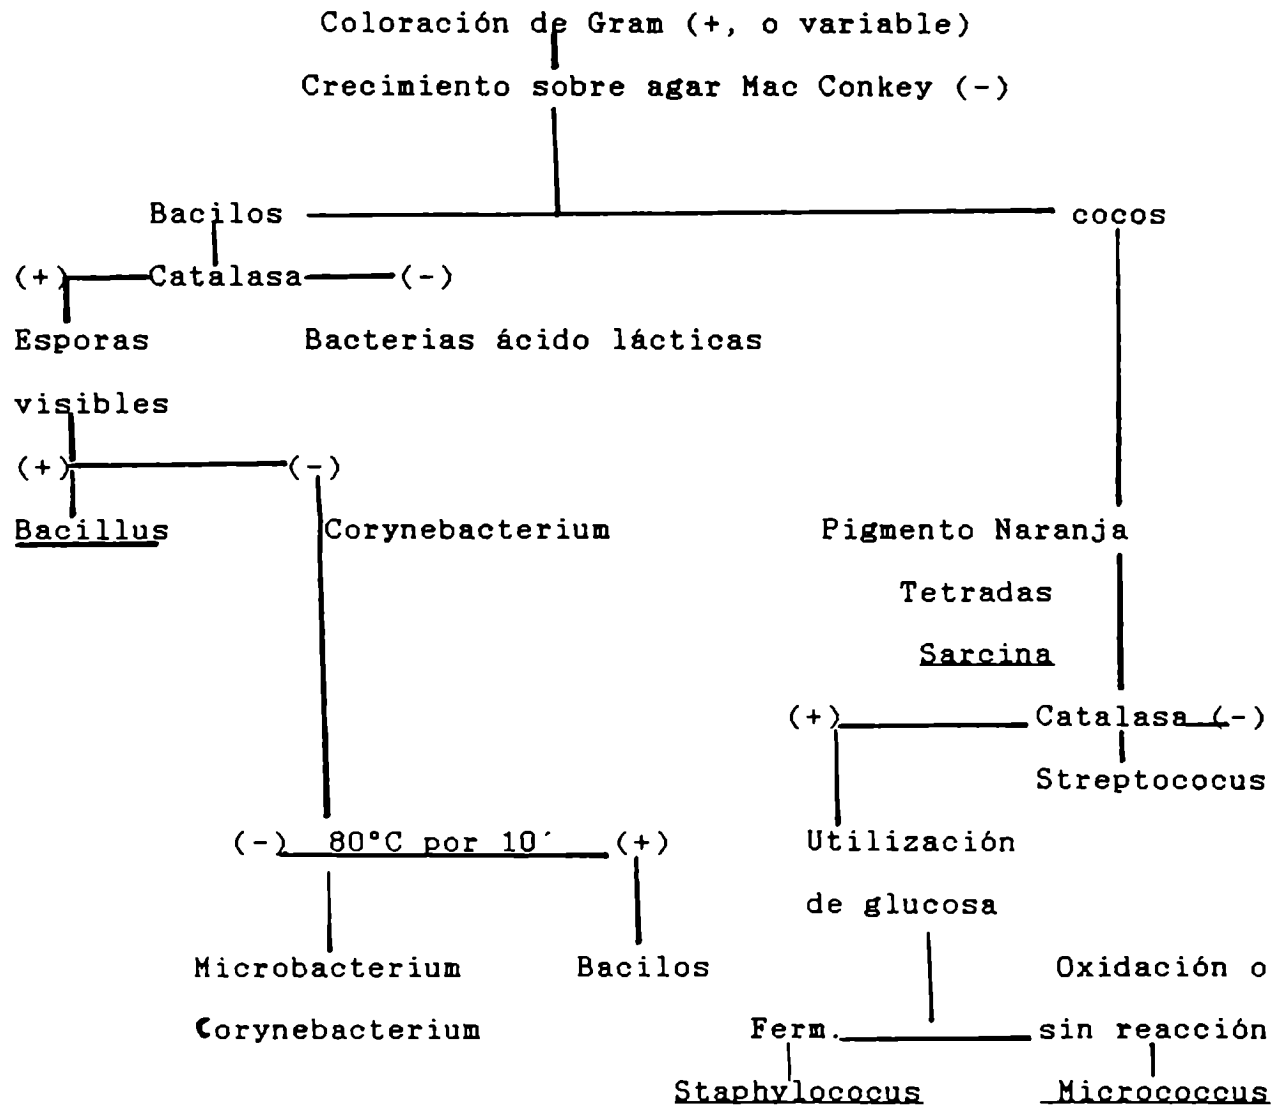 Coloración de Gram (+, o variable)
Crecimiento sobre agar Mac Conkey (-)
Bacilos cocos
(+) Catalasa (-)
Esporas Bacterias ácido lácticas
visibles
(+) (-)
Bacillus Corynebacterium Pigmento Naranja
Tetradas
Sarcina
(+) Catalasa (-)
Streptococus
(-) 80°C por 10´ (+) Utilización
de glucosa
Microbacterium Bacilos Oxidación o
Corynebacterium Ferm. sin reacción
Staphylococus Micrococcus